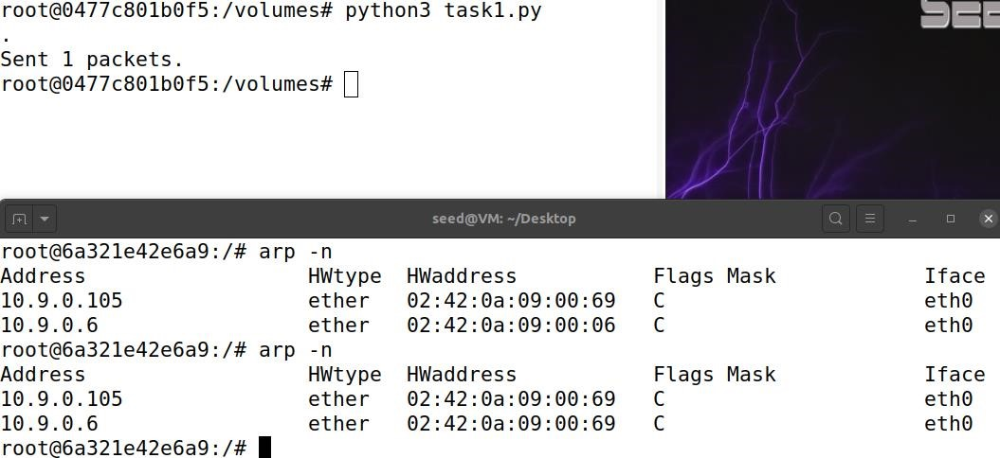 root@0477c801b0f5:/volumes# python3 task1.py
.
Sent 1 packets.
root@0477c801b0f5:/volumes#
seed@VM: ~/Desktop
root@6a321e42e6a9:/# arp -n
Address HWtype HWaddress Flags Mask Iface
10.9.0.105 ether 02:42:0a:09:00:69 C eth0
10.9.0.6 ether 02:42:0a:09:00:06 C eth0
root@6a321e42e6a9:/# arp -n
Address HWtype HWaddress Flags Mask Iface
10.9.0.105 ether 02:42:0a:09:00:69 C eth0
10.9.0.6 ether 02:42:0a:09:00:69 C eth0
root@6a321e42e6a9:/#